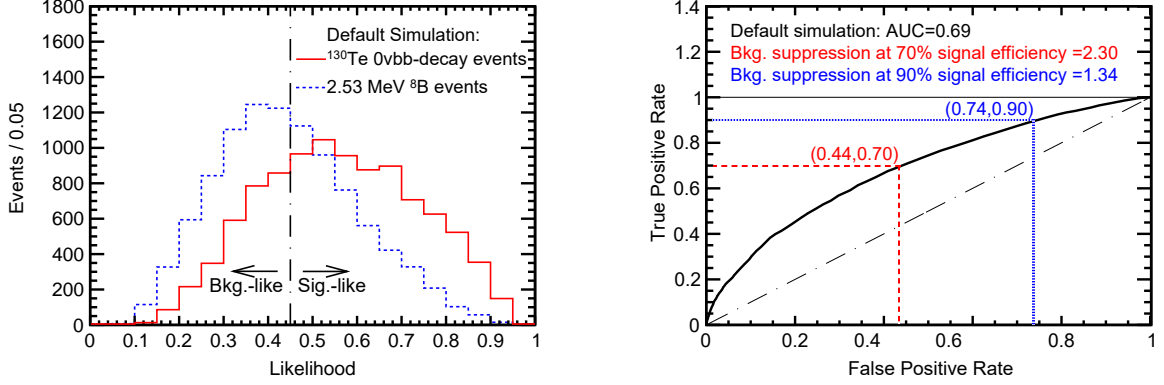 1800
1600
1400
1200
1000
800
600
400
200
0
Events / 0.05
Default Simulation:
¹³⁰Te 0νbb-decay events
2.53 MeV ⁸B events
Bkg.-like
Sig.-like
0 0.1 0.2 0.3 0.4 0.5 0.6 0.7 0.8 0.9 1
Likelihood
1.4
1.2
1
0.8
0.6
0.4
0.2
0
True Positive Rate
Default simulation: AUC=0.69
Bkg. suppression at 70% signal efficiency =2.30
Bkg. suppression at 90% signal efficiency =1.34
(0.74,0.90)
(0.44,0.70)
0 0.2 0.4 0.6 0.8 1
False Positive Rate